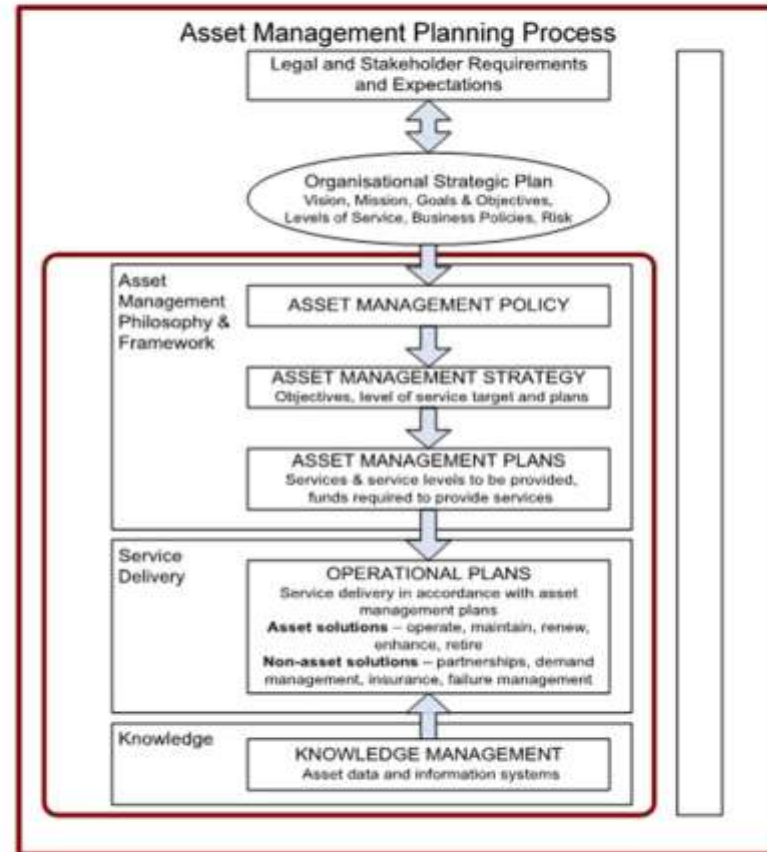 Asset Management Planning Process
Legal and Stakeholder Requirements
and Expectations
Organisational Strategic Plan
Vision, Mission, Goals & Objectives,
Levels of Service, Business Policies, Risk
Asset
Management
Philosophy &
Framework
ASSET MANAGEMENT POLICY
ASSET MANAGEMENT STRATEGY
Objectives, level of service target and plans
ASSET MANAGEMENT PLANS
Services & service levels to be provided,
funds required to provide services
Service
Delivery
OPERATIONAL PLANS
Service delivery in accordance with asset
management plans
Asset solutions – operate, maintain, renew,
enhance, retire
Non-asset solutions – partnerships, demand
management, insurance, failure management
Knowledge
KNOWLEDGE MANAGEMENT
Asset data and information systems